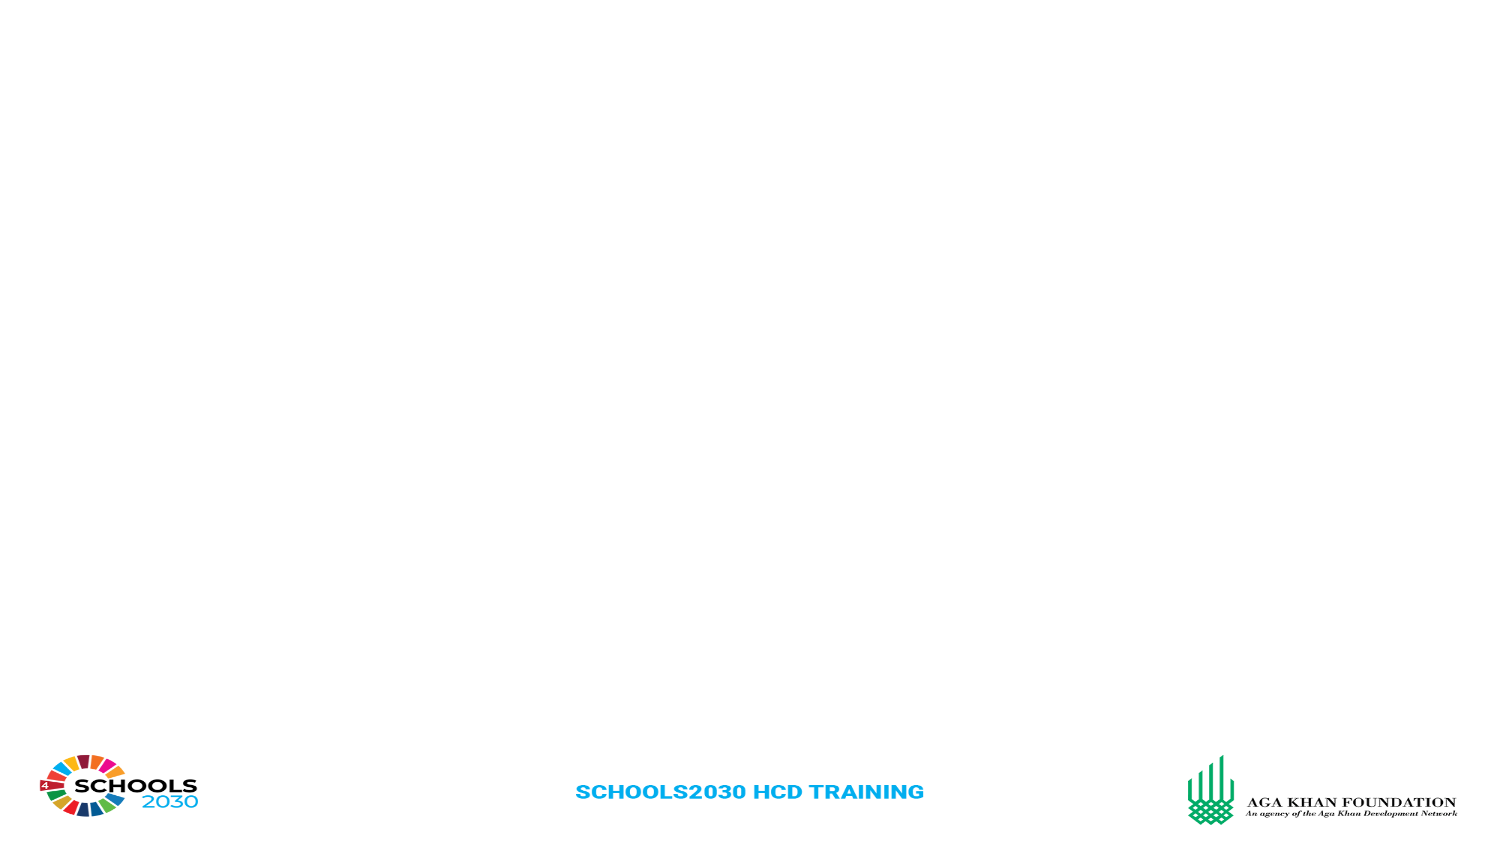 4
SCHOOLS
2030
SCHOOLS2030 HCD TRAINING
AGA KHAN FOUNDATION
An agency of the Aga Khan Development Network